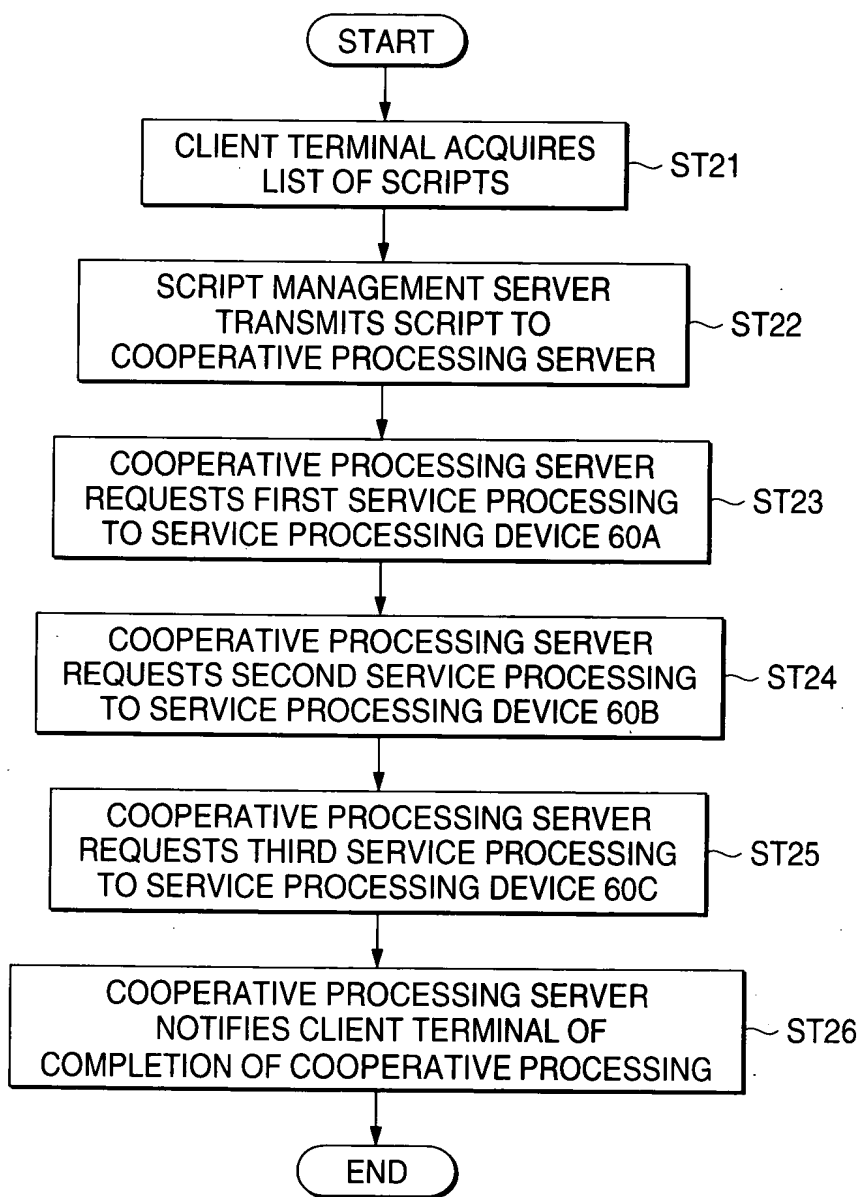 START
CLIENT TERMINAL ACQUIRES
LIST OF SCRIPTS
ST21
SCRIPT MANAGEMENT SERVER
TRANSMITS SCRIPT TO
COOPERATIVE PROCESSING SERVER
ST22
COOPERATIVE PROCESSING SERVER
REQUESTS FIRST SERVICE PROCESSING
TO SERVICE PROCESSING DEVICE 60A
ST23
COOPERATIVE PROCESSING SERVER
REQUESTS SECOND SERVICE PROCESSING
TO SERVICE PROCESSING DEVICE 60B
ST24
COOPERATIVE PROCESSING SERVER
REQUESTS THIRD SERVICE PROCESSING
TO SERVICE PROCESSING DEVICE 60C
ST25
COOPERATIVE PROCESSING SERVER
NOTIFIES CLIENT TERMINAL OF
COMPLETION OF COOPERATIVE PROCESSING
ST26
END